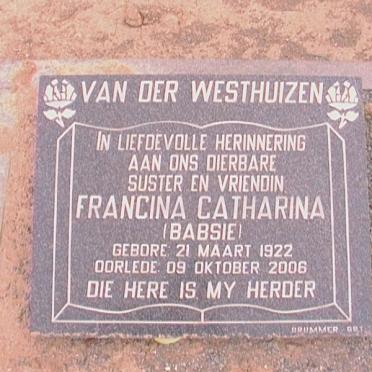 VAN DER WESTHUIZEN
IN LIEFDEVOLLE HERINNERING
AAN ONS DIERBARE
SUSTER EN VRIENDIN
FRANCINA CATHARINA
(BABSIE)
GEBORE 21 MAART 1922
OORLEDE 09 OKTOBER 2006
DIE HERE IS MY HERDER
BRUMMER